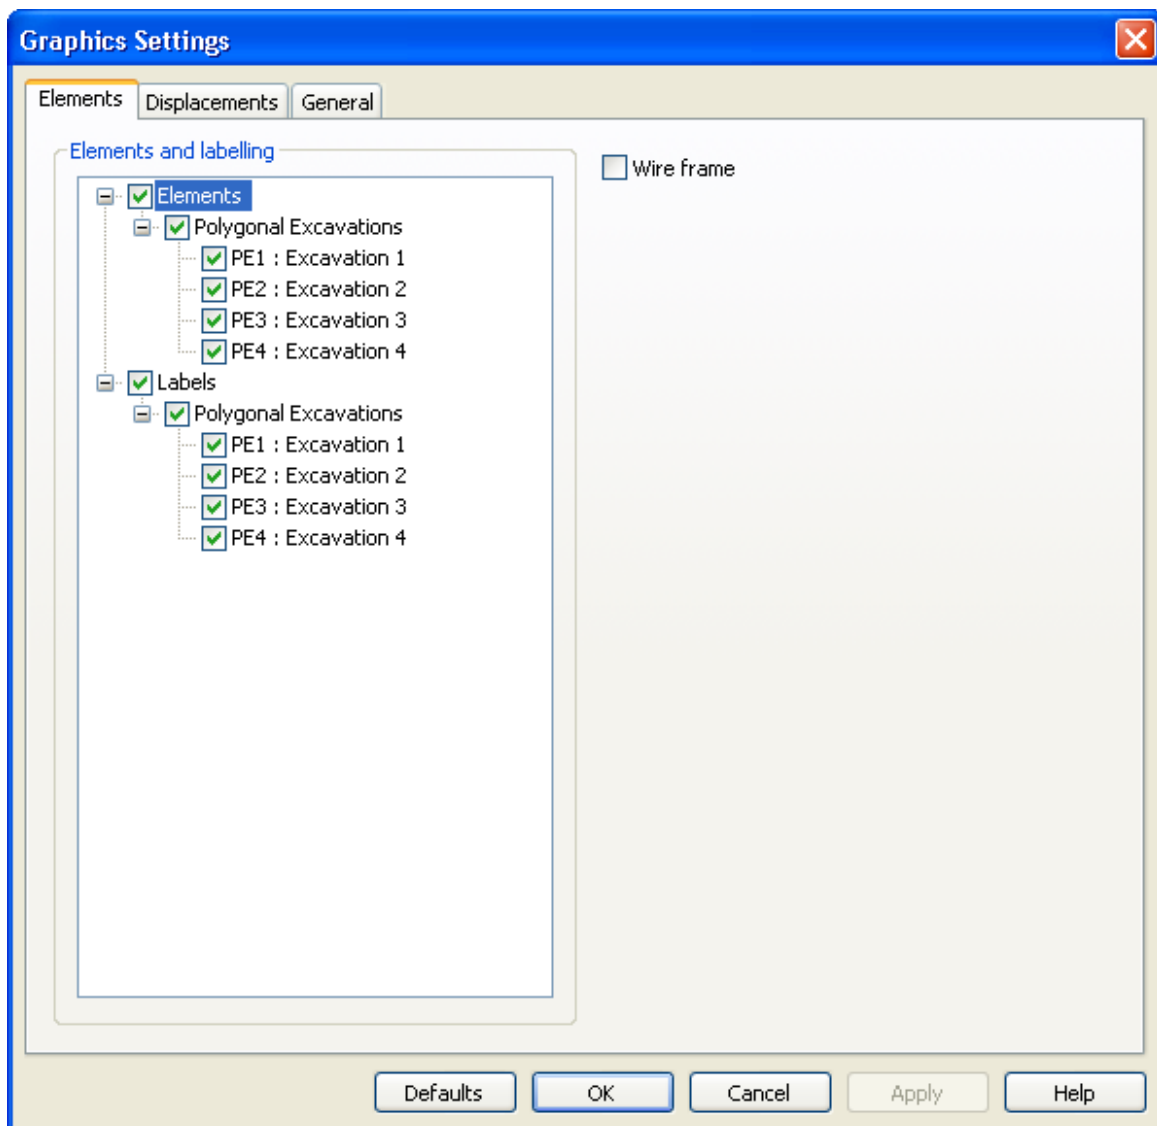 Graphics Settings
Elements Displacements General
Elements and labelling
Wire frame
Elements
Polygonal Excavations
PE1 : Excavation 1
PE2 : Excavation 2
PE3 : Excavation 3
PE4 : Excavation 4
Labels
Polygonal Excavations
PE1 : Excavation 1
PE2 : Excavation 2
PE3 : Excavation 3
PE4 : Excavation 4
Defaults OK Cancel Apply Help